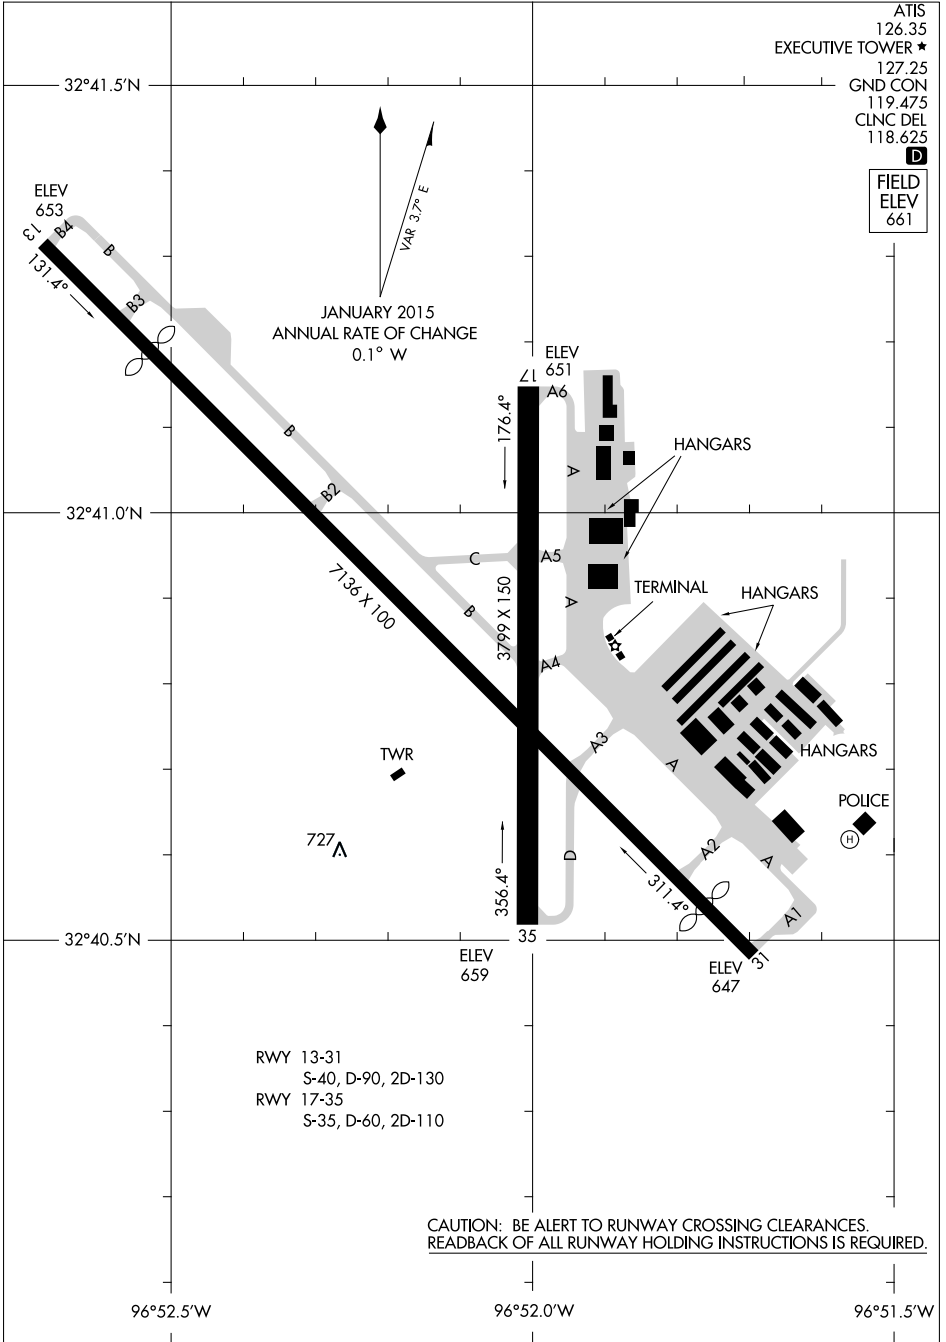 ATIS
126.35
EXECUTIVE TOWER ★
127.25
GND CON
119.475
CLNC DEL
118.625
D
FIELD
ELEV
661
32°41.5'N
ELEV
653
13
B4
B
131.4°
B3
VAR 3.7° E
JANUARY 2015
ANNUAL RATE OF CHANGE
0.1° W
ELEV
651
17
A6
176.4°
HANGARS
B
A
B2
32°41.0'N
C
A5
7136 X 100
3799 X 150
TERMINAL
HANGARS
B
A
A4
A3
TWR
A
HANGARS
POLICE
727
H
A2
D
A
356.4°
311.4°
A1
32°40.5'N
35
ELEV
659
31
ELEV
647
RWY 13-31
S-40, D-90, 2D-130
RWY 17-35
S-35, D-60, 2D-110
CAUTION: BE ALERT TO RUNWAY CROSSING CLEARANCES.
READBACK OF ALL RUNWAY HOLDING INSTRUCTIONS IS REQUIRED.
96°52.5'W
96°52.0'W
96°51.5'W